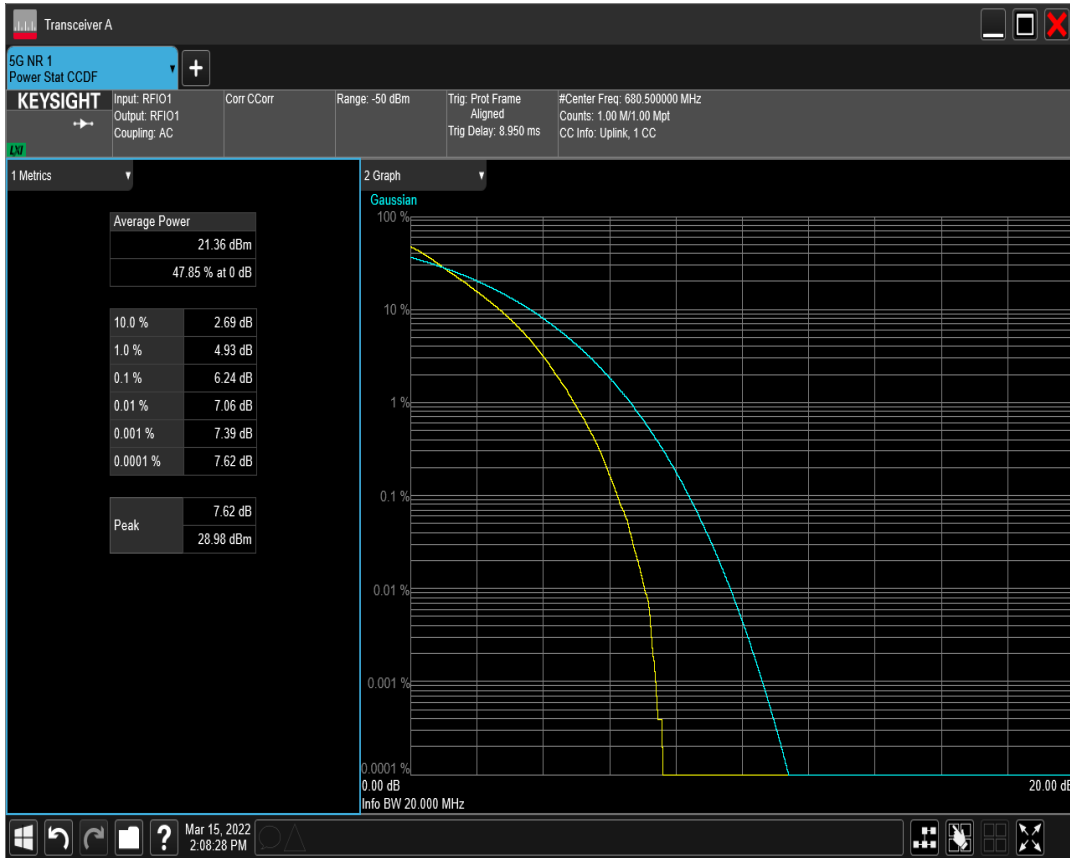 Transceiver A
5G NR 1
Power Stat CCDF
+
KEYSIGHT
LXI
Input: RFIO1
Output: RFIO1
Coupling: AC
Corr CCorr
Range: -50 dBm
Trig: Prot Frame
Aligned
Trig Delay: 8.950 ms
#Center Freq: 680.500000 MHz
Counts: 1.00 M/1.00 Mpt
CC Info: Uplink, 1 CC
1 Metrics
Average Power
21.36 dBm
47.85 % at 0 dB
10.0 % 2.69 dB
1.0 % 4.93 dB
0.1 % 6.24 dB
0.01 % 7.06 dB
0.001 % 7.39 dB
0.0001 % 7.62 dB
Peak
7.62 dB
28.98 dBm
2 Graph
Gaussian
100 %
10 %
1 %
0.1 %
0.01 %
0.001 %
0.0001 %
0.00 dB 20.00 dB
Info BW 20.000 MHz
?
Mar 15, 2022
2:08:28 PM